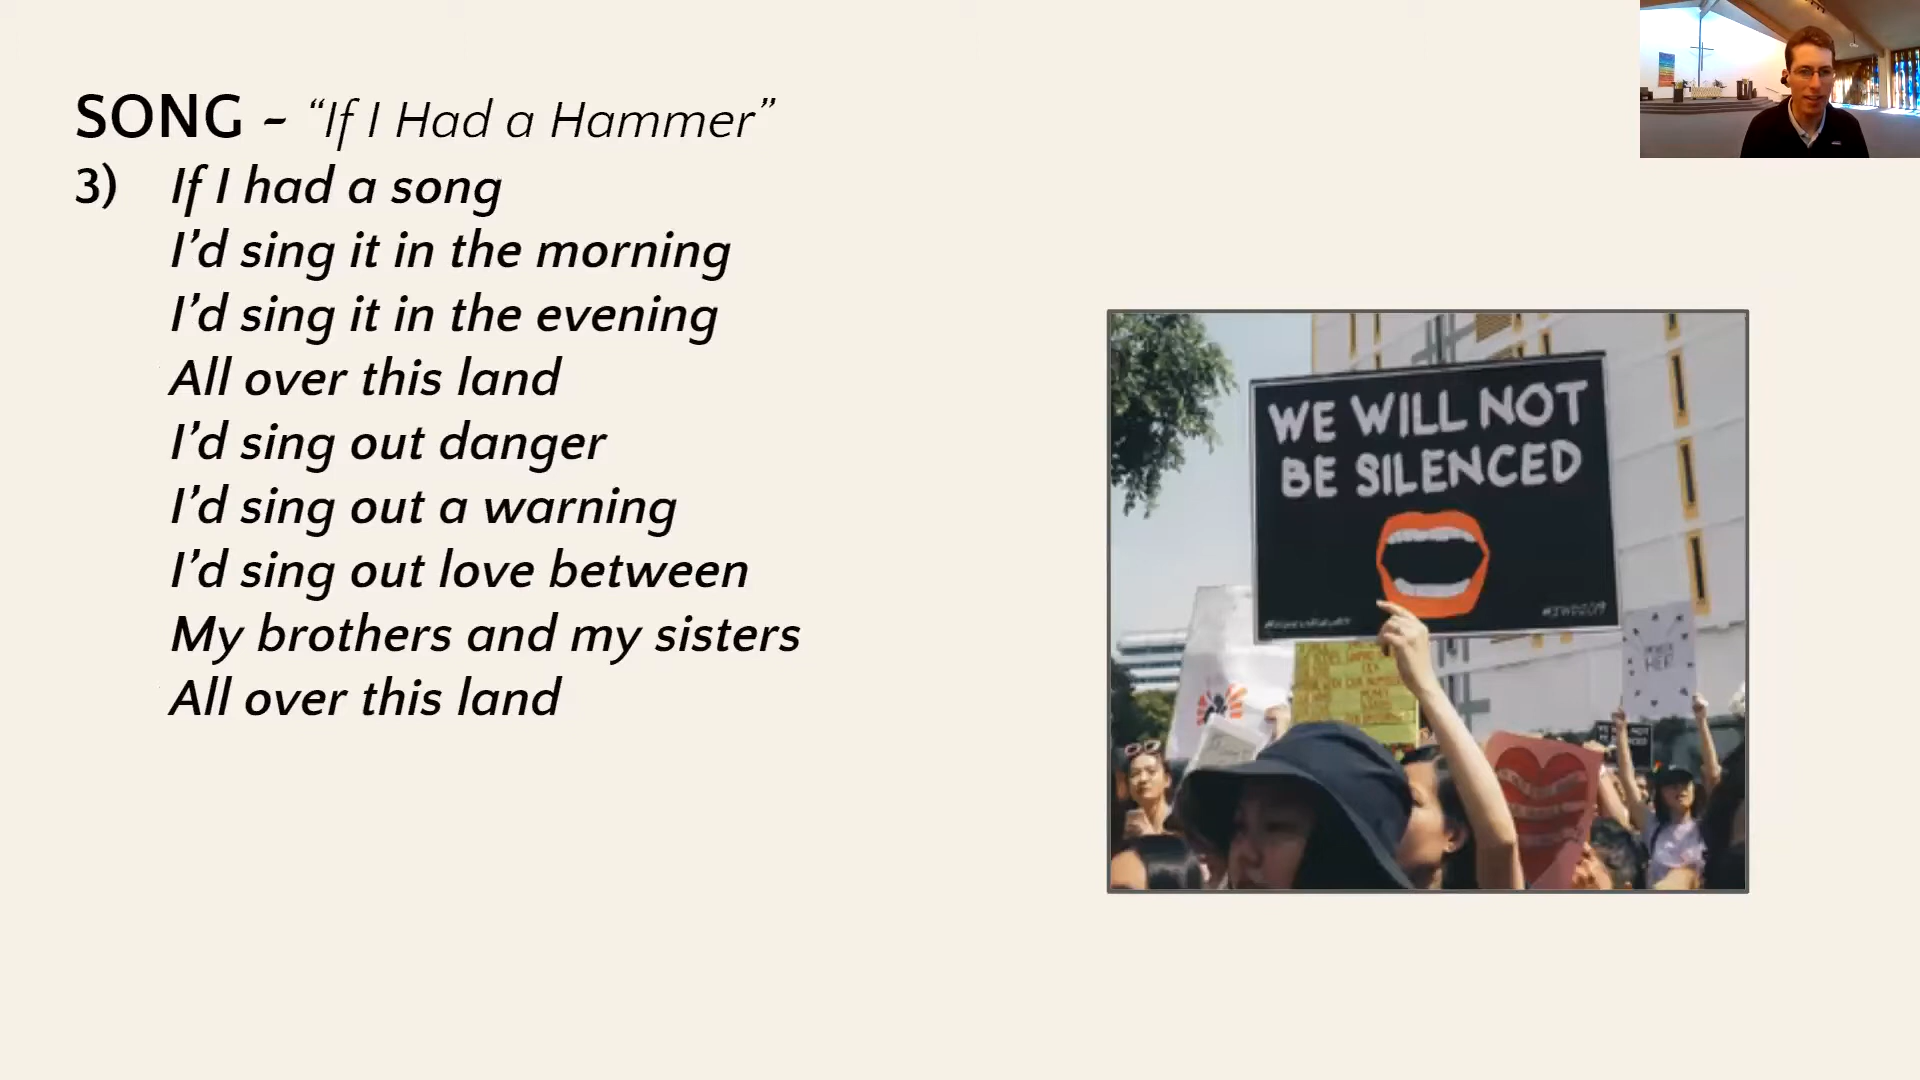 SONG - “If I Had a Hammer”
3) If I had a song
I’d sing it in the morning
I’d sing it in the evening
All over this land
I’d sing out danger
I’d sing out a warning
I’d sing out love between
My brothers and my sisters
All over this land
WE WILL NOT
BE SILENCED
#IWD2019
HER